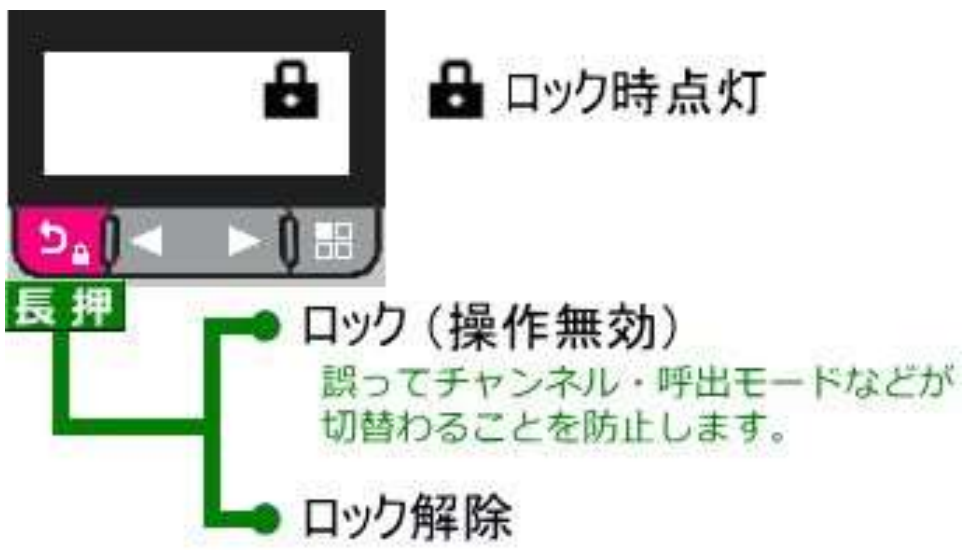 ロック時点灯
長押
ロック(操作無効)
誤ってチャンネル・呼出モードなどが
切替わることを防止します。
ロック解除